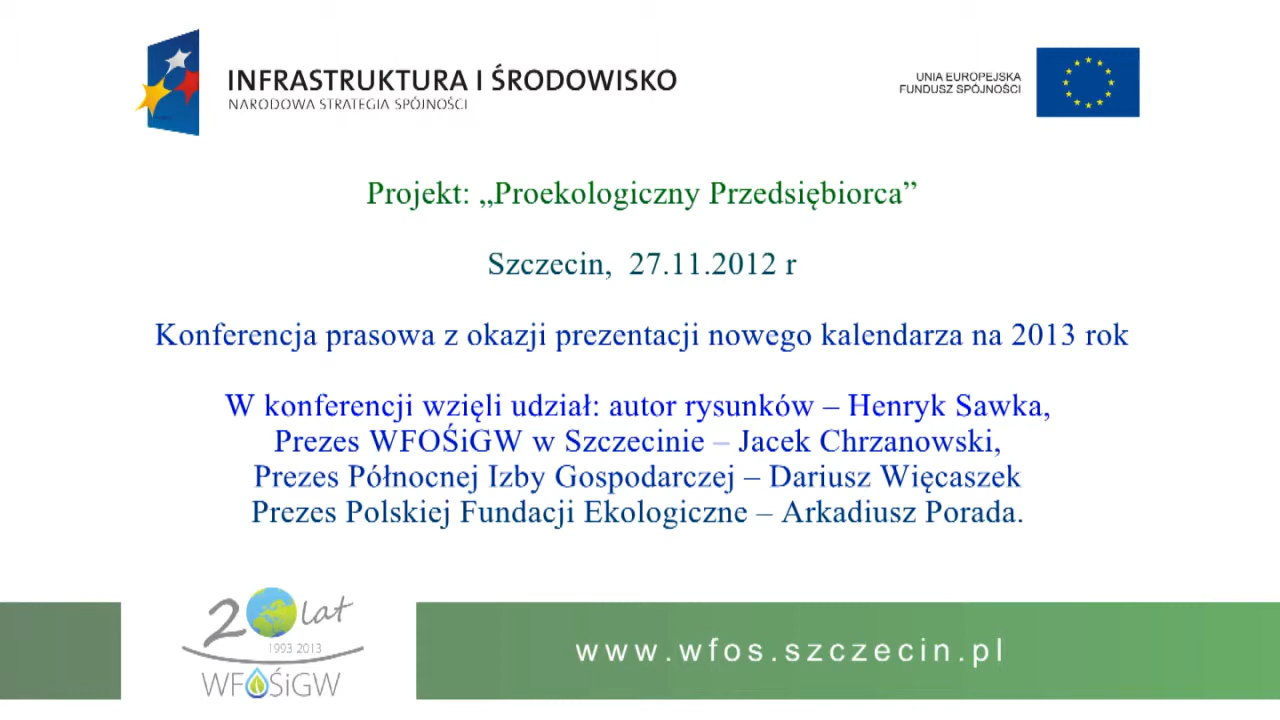 INFRASTRUKTURA I ŚRODOWISKO
NARODOWA STRATEGIA SPÓJNOŚCI
UNIA EUROPEJSKA
FUNDUSZ SPÓJNOŚCI
Projekt: „Proekologiczny Przedsiębiorca”
Szczecin, 27.11.2012 r
Konferencja prasowa z okazji prezentacji nowego kalendarza na 2013 rok
W konferencji wzięli udział: autor rysunków – Henryk Sawka,
Prezes WFOŚiGW w Szczecinie – Jacek Chrzanowski,
Prezes Północnej Izby Gospodarczej – Dariusz Więcaszek
Prezes Polskiej Fundacji Ekologiczne – Arkadiusz Porada.
20 lat
1993 2013
WFOŚiGW
www.wfos.szczecin.pl